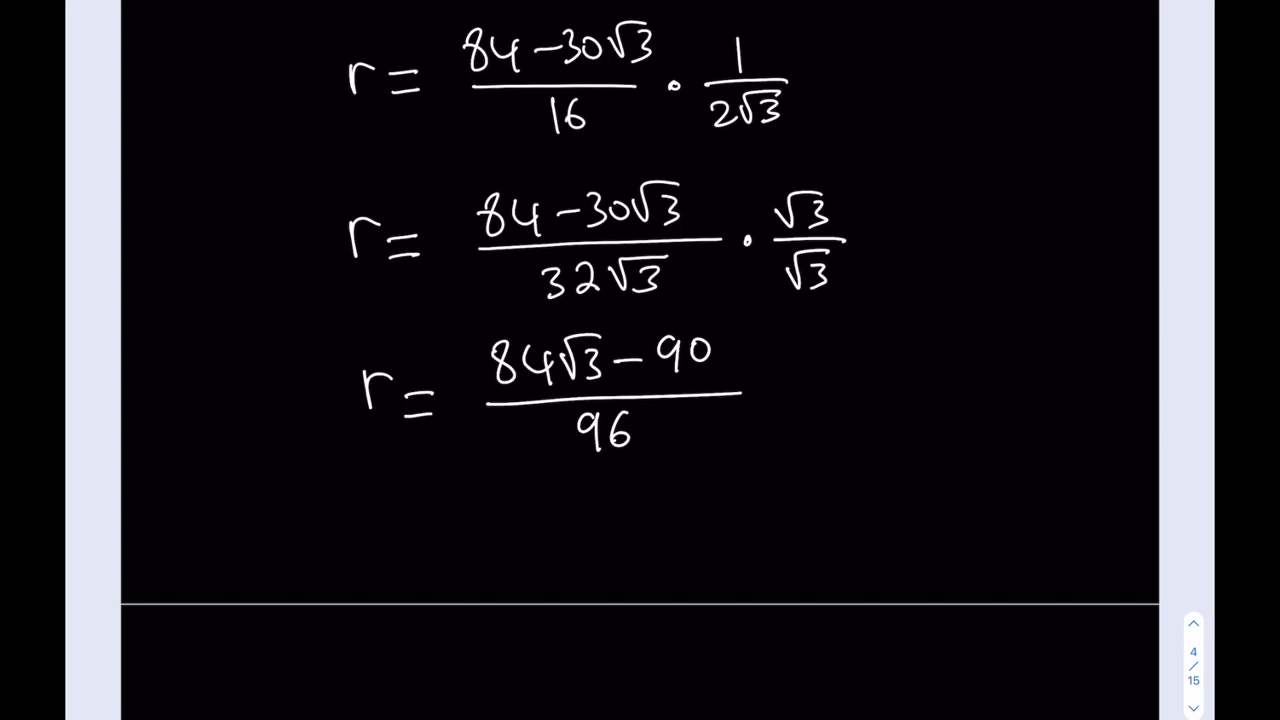 r = (84 - 30√3)/16 · 1/(2√3)
r = (84 - 30√3)/(32√3) · √3/√3
r = (84√3 - 90)/96
4
/
15